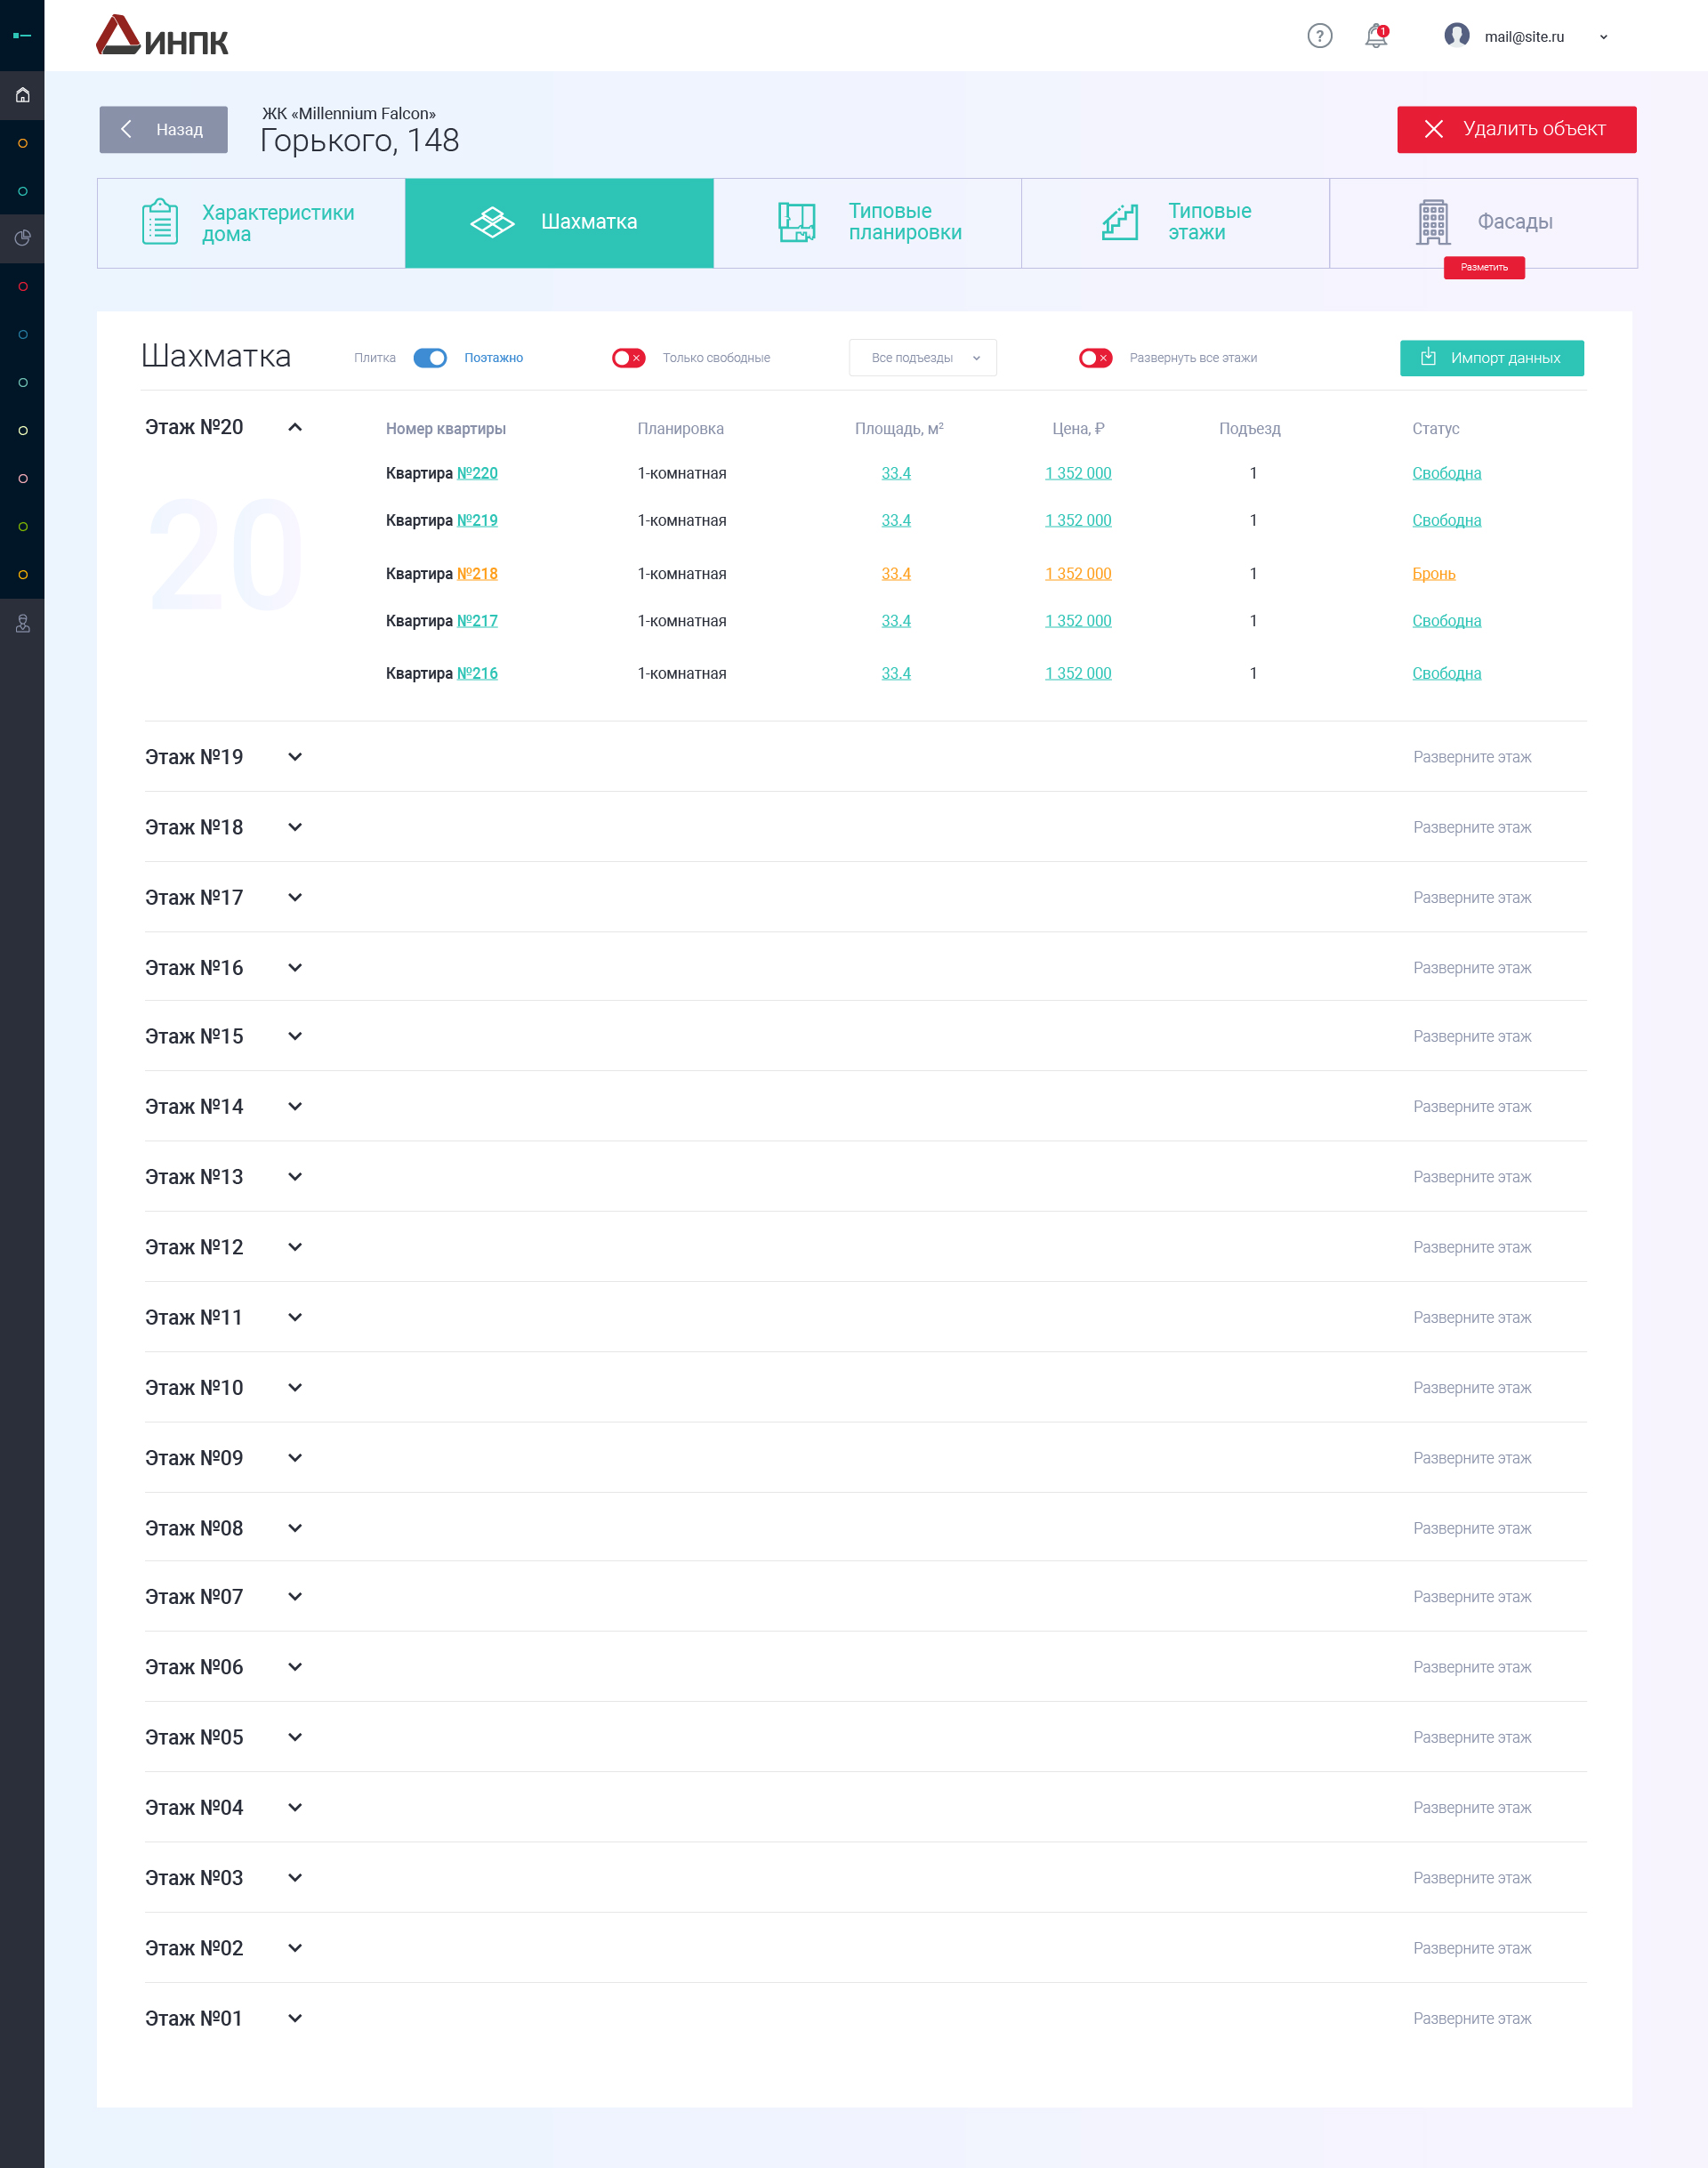 ИНПК
?
1
mail@site.ru
Назад
ЖК «Millennium Falcon»
Горького, 148
Удалить объект
Характеристики
дома
Шахматка
Типовые
планировки
Типовые
этажи
Фасады
Разметить
Шахматка
Плитка
Поэтажно
Только свободные
Все подъезды
Развернуть все этажи
Импорт данных
Этаж №20
Номер квартиры Планировка Площадь, м² Цена, ₽ Подъезд Статус
20
Квартира №220 1-комнатная 33.4 1 352 000 1 Свободна
Квартира №219 1-комнатная 33.4 1 352 000 1 Свободна
Квартира №218 1-комнатная 33.4 1 352 000 1 Бронь
Квартира №217 1-комнатная 33.4 1 352 000 1 Свободна
Квартира №216 1-комнатная 33.4 1 352 000 1 Свободна
Этаж №19 Разверните этаж
Этаж №18 Разверните этаж
Этаж №17 Разверните этаж
Этаж №16 Разверните этаж
Этаж №15 Разверните этаж
Этаж №14 Разверните этаж
Этаж №13 Разверните этаж
Этаж №12 Разверните этаж
Этаж №11 Разверните этаж
Этаж №10 Разверните этаж
Этаж №09 Разверните этаж
Этаж №08 Разверните этаж
Этаж №07 Разверните этаж
Этаж №06 Разверните этаж
Этаж №05 Разверните этаж
Этаж №04 Разверните этаж
Этаж №03 Разверните этаж
Этаж №02 Разверните этаж
Этаж №01 Разверните этаж